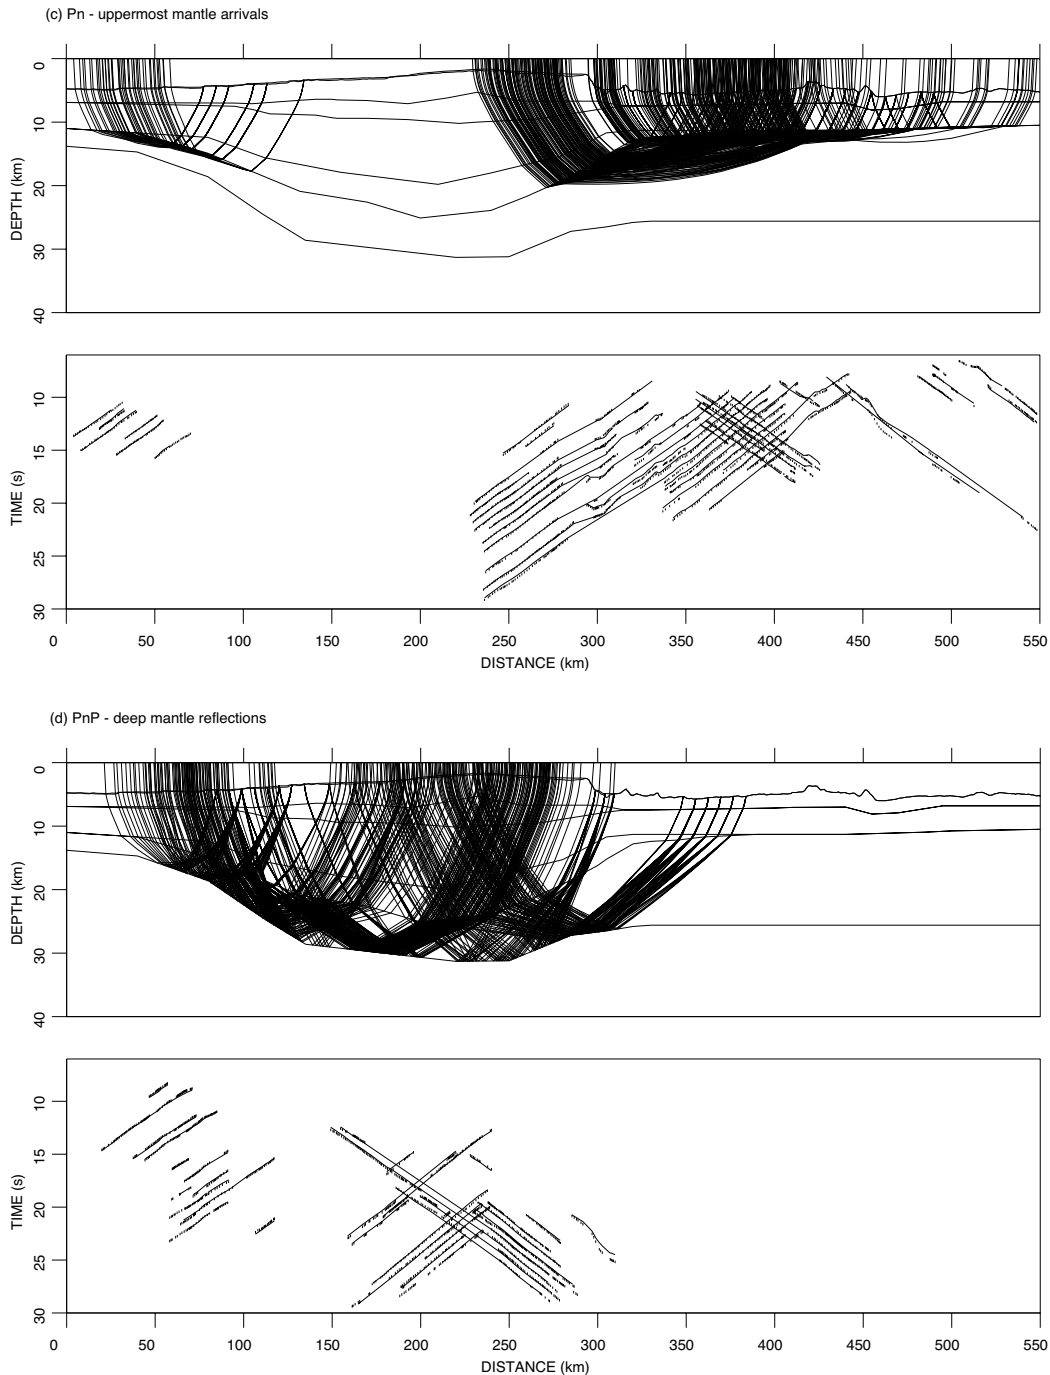 (c) Pn - uppermost mantle arrivals
0
10
20
30
40
DEPTH (km)
10
15
20
25
30
TIME (s)
0 50 100 150 200 250 300 350 400 450 500 550
DISTANCE (km)
(d) PnP - deep mantle reflections
0
10
20
30
40
DEPTH (km)
10
15
20
25
30
TIME (s)
0 50 100 150 200 250 300 350 400 450 500 550
DISTANCE (km)